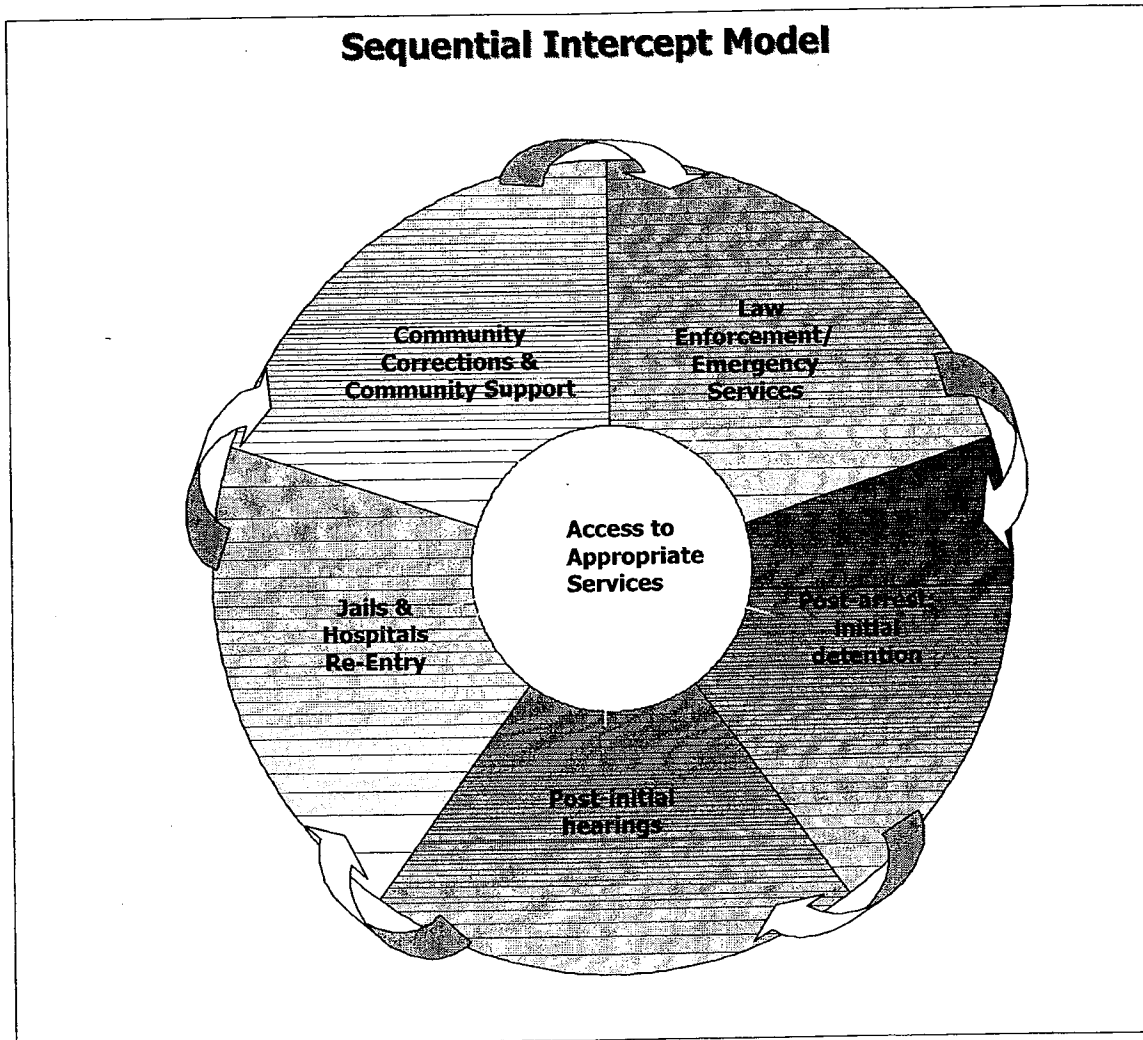 Sequential Intercept Model
Law
Enforcement/
Emergency
Services
Post-arrest:
initial
detention
Post-initial
hearings
Jails &
Hospitals
Re-Entry
Community
Corrections &
Community Support
Access to
Appropriate
Services